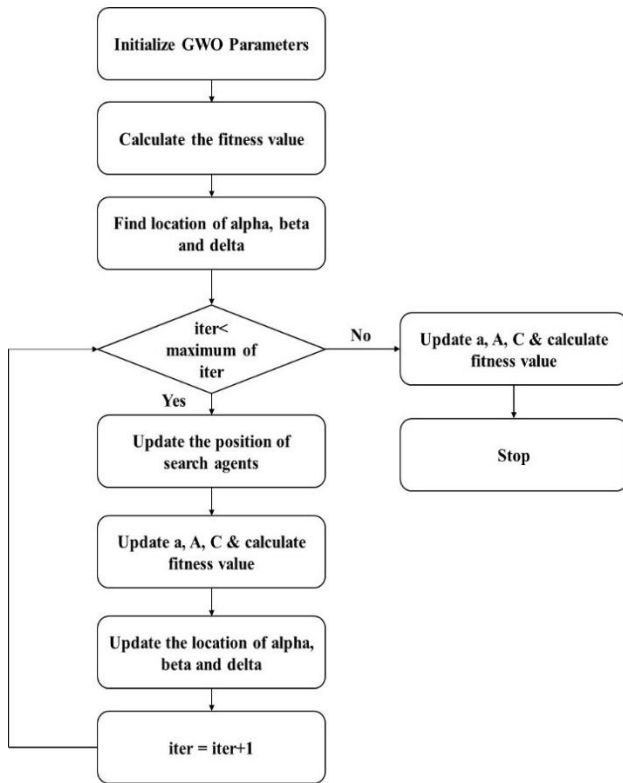 Initialize GWO Parameters
Calculate the fitness value
Find location of alpha, beta
and delta
iter<
maximum of
iter
No
Update a, A, C & calculate
fitness value
Yes
Stop
Update the position of
search agents
Update a, A, C & calculate
fitness value
Update the location of alpha,
beta and delta
iter = iter+1